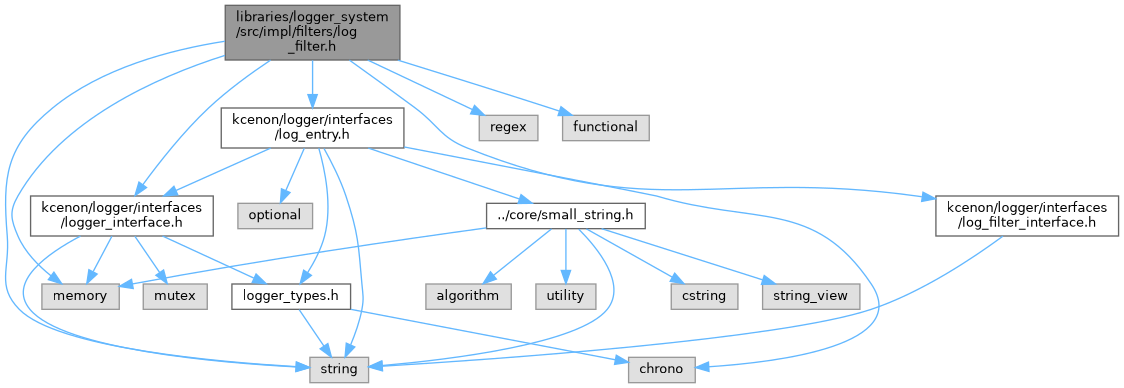 libraries/logger_system
/src/impl/filters/log
_filter.h
kcenon/logger/interfaces
/log_entry.h
regex
functional
kcenon/logger/interfaces
/logger_interface.h
optional
../core/small_string.h
kcenon/logger/interfaces
/log_filter_interface.h
memory
mutex
logger_types.h
algorithm
utility
cstring
string_view
string
chrono